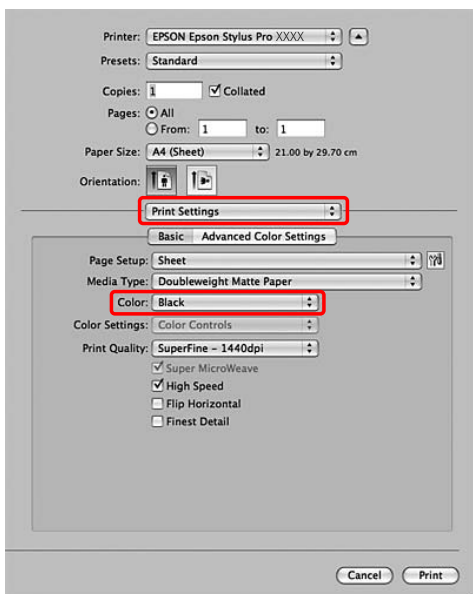 Printer: EPSON Epson Stylus Pro XXXX
Presets: Standard
Copies: 1 Collated
Pages: All
From: 1 to: 1
Paper Size: A4 (Sheet) 21.00 by 29.70 cm
Orientation:
Print Settings
Basic Advanced Color Settings
Page Setup: Sheet
Media Type: Doubleweight Matte Paper
Color: Black
Color Settings: Color Controls
Print Quality: SuperFine - 1440dpi
Super MicroWeave
High Speed
Flip Horizontal
Finest Detail
Cancel Print